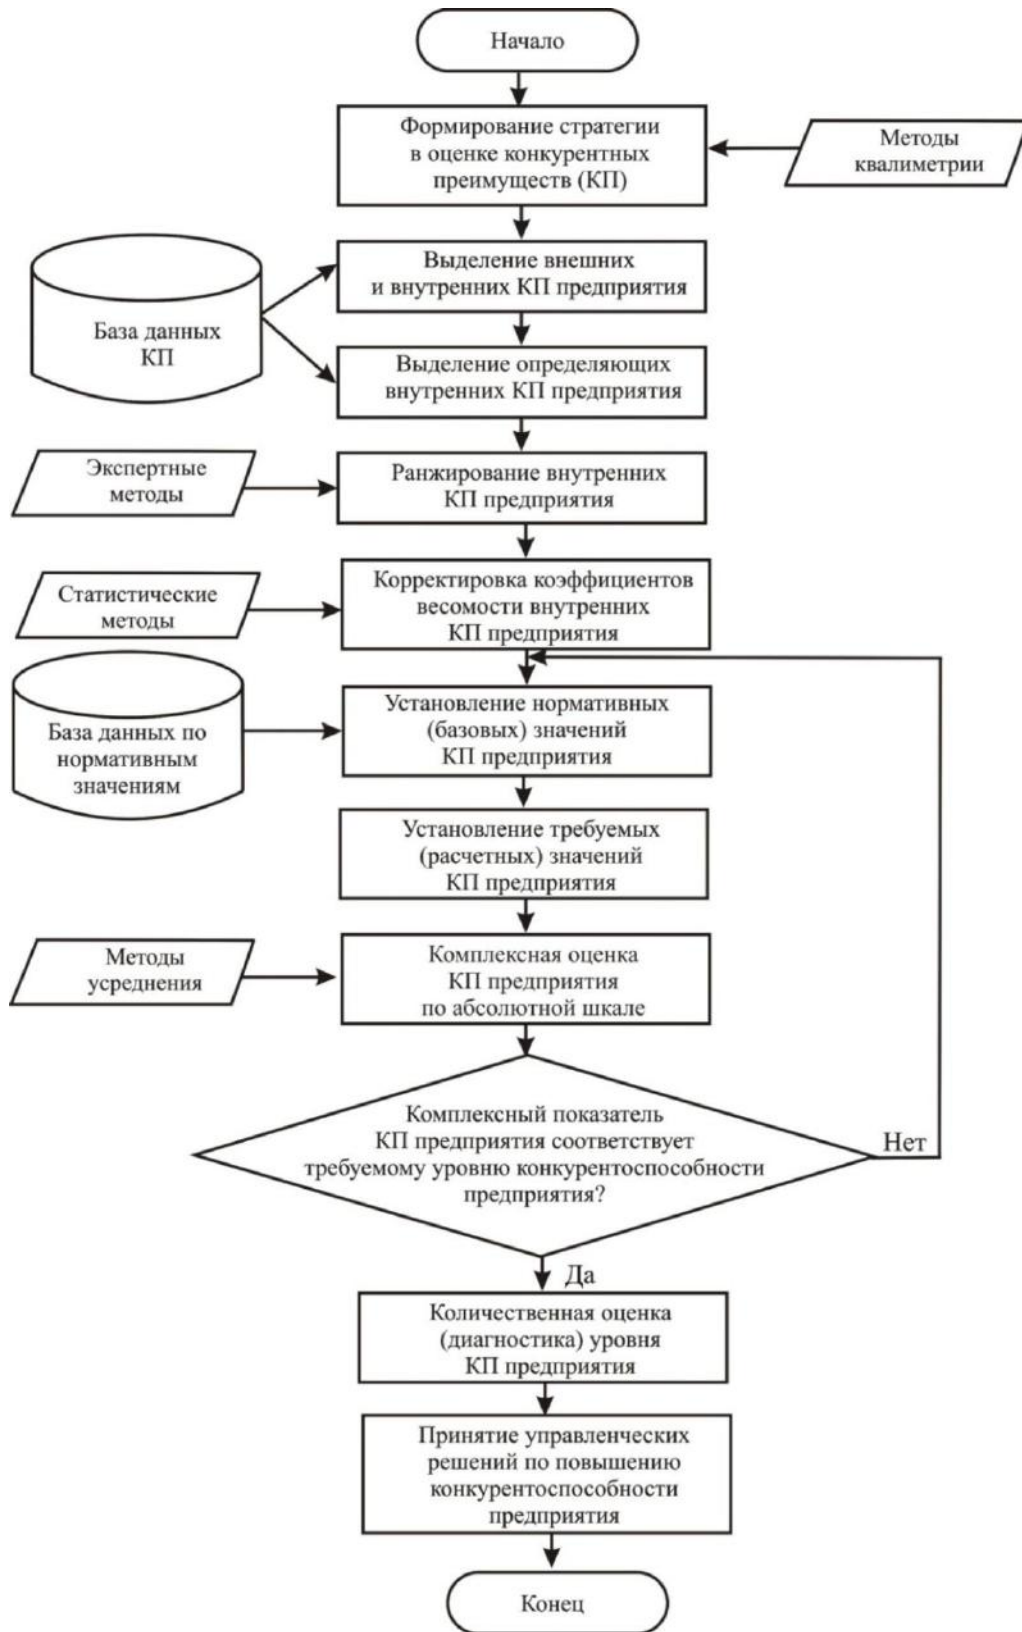 Начало
Формирование стратегии
в оценке конкурентных
преимуществ (КП)
Методы
квалиметрии
Выделение внешних
и внутренних КП предприятия
База данных
КП
Выделение определяющих
внутренних КП предприятия
Экспертные
методы
Ранжирование внутренних
КП предприятия
Статистические
методы
Корректировка коэффициентов
весомости внутренних
КП предприятия
База данных по
нормативным
значениям
Установление нормативных
(базовых) значений
КП предприятия
Установление требуемых
(расчетных) значений
КП предприятия
Методы
усреднения
Комплексная оценка
КП предприятия
по абсолютной шкале
Комплексный показатель
КП предприятия соответствует
требуемому уровню конкурентоспособности
предприятия?
Нет
Да
Количественная оценка
(диагностика) уровня
КП предприятия
Принятие управленческих
решений по повышению
конкурентоспособности
предприятия
Конец